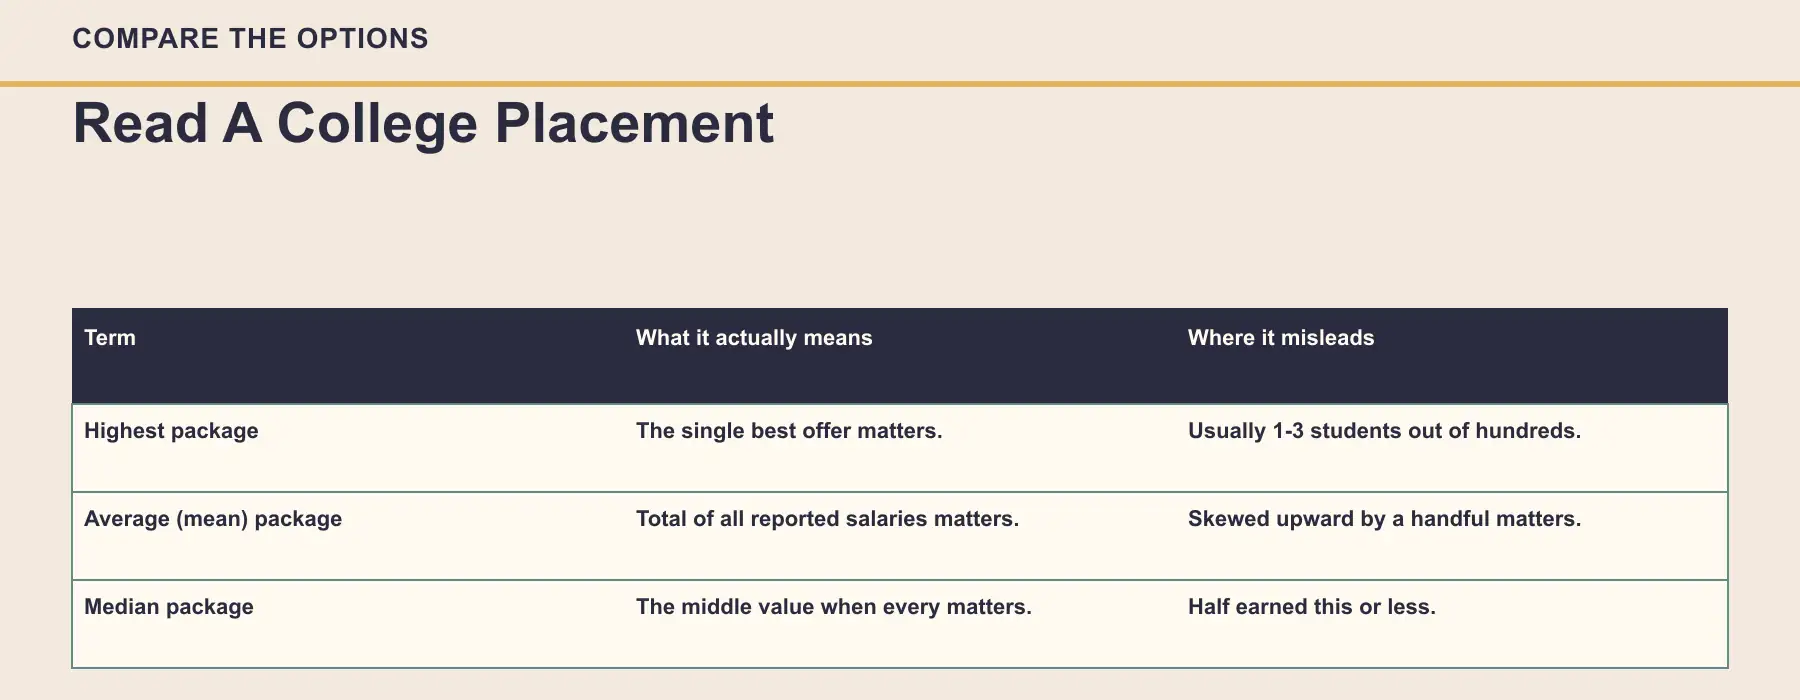 COMPARE THE OPTIONS
Read A College Placement
Term What it actually means Where it misleads
Highest package The single best offer matters. Usually 1-3 students out of hundreds.
Average (mean) package Total of all reported salaries matters. Skewed upward by a handful matters.
Median package The middle value when every matters. Half earned this or less.